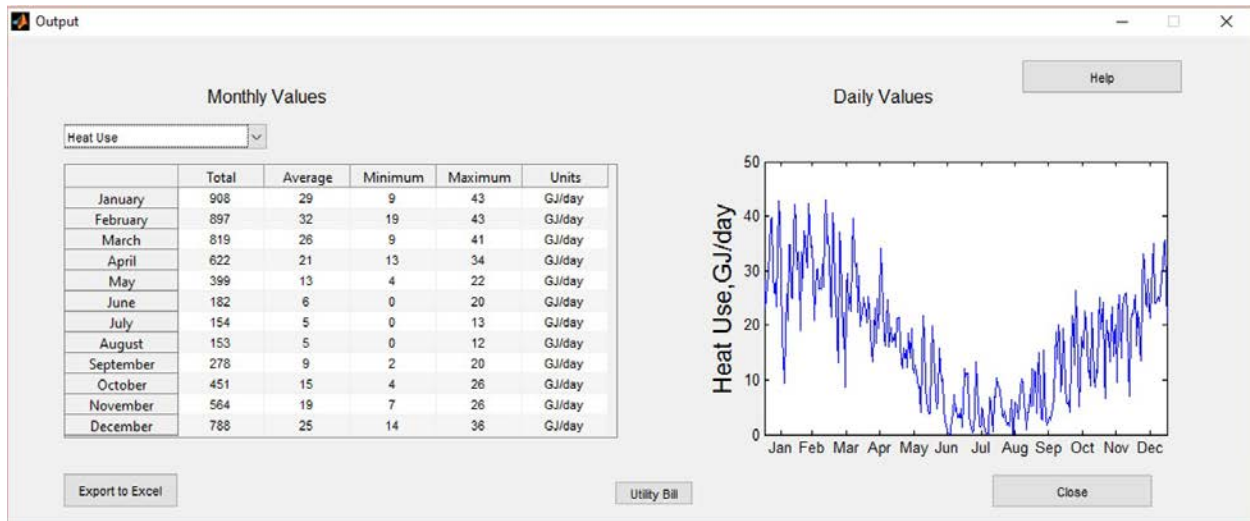 Output
Help
Monthly Values
Daily Values
Heat Use
Total Average Minimum Maximum Units
January 908 29 9 43 GJ/day
February 897 32 19 43 GJ/day
March 819 26 9 41 GJ/day
April 622 21 13 34 GJ/day
May 399 13 4 22 GJ/day
June 182 6 0 20 GJ/day
July 154 5 0 13 GJ/day
August 153 5 0 12 GJ/day
September 278 9 2 20 GJ/day
October 451 15 4 26 GJ/day
November 564 19 7 26 GJ/day
December 788 25 14 36 GJ/day
Heat Use,GJ/day
50
40
30
20
10
0
Jan Feb Mar Apr May Jun Jul Aug Sep Oct Nov Dec
Export to Excel
Utility Bill
Close